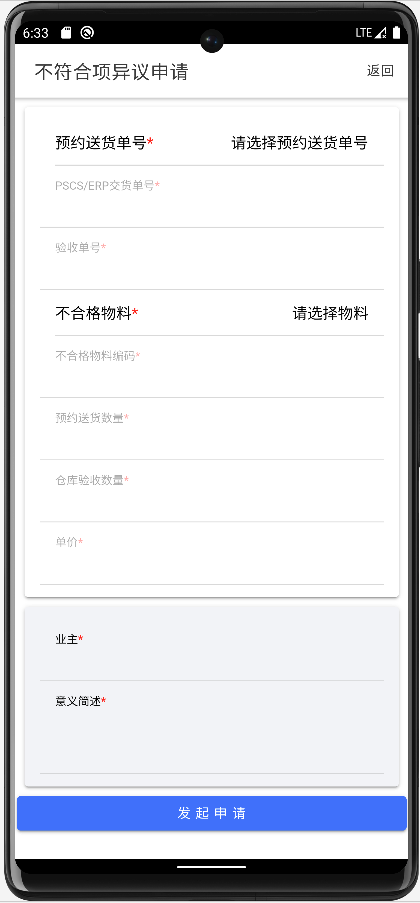 6:33
LTE
不符合项异议申请 返回
预约送货单号* 请选择预约送货单号
PSCS/ERP交货单号*
验收单号*
不合格物料* 请选择物料
不合格物料编码*
预约送货数量*
仓库验收数量*
单价*
业主*
意义简述*
发起申请